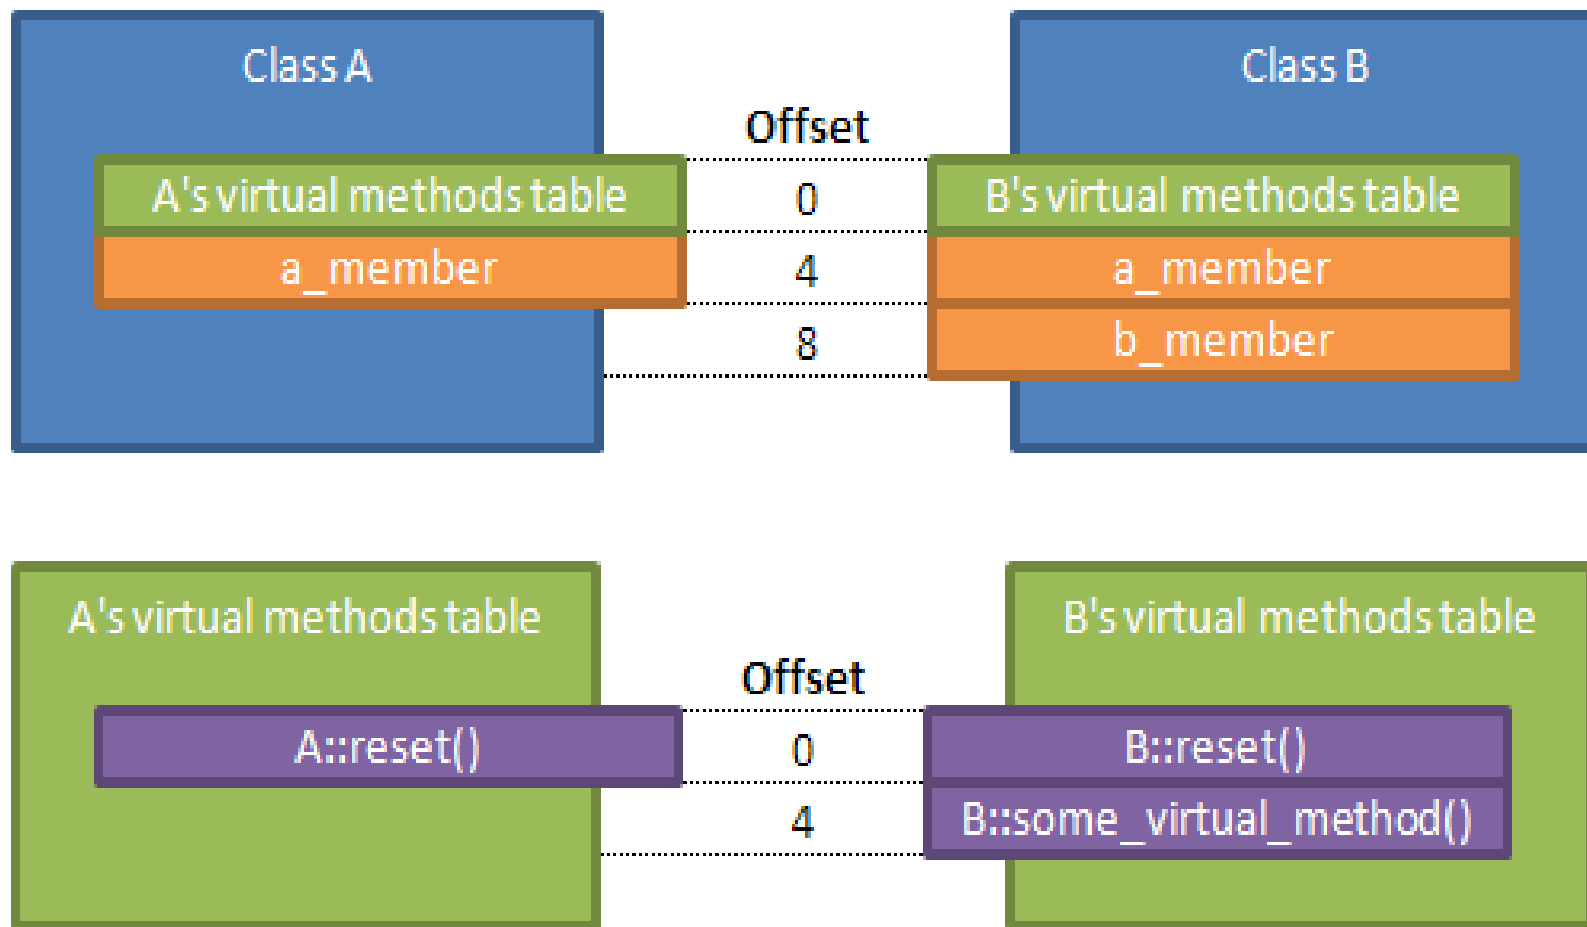 Class A
Class B
Offset
A's virtual methods table
0
B's virtual methods table
a_member
4
a_member
8
b_member
A's virtual methods table
B's virtual methods table
Offset
A::reset()
0
B::reset()
4
B::some_virtual_method()